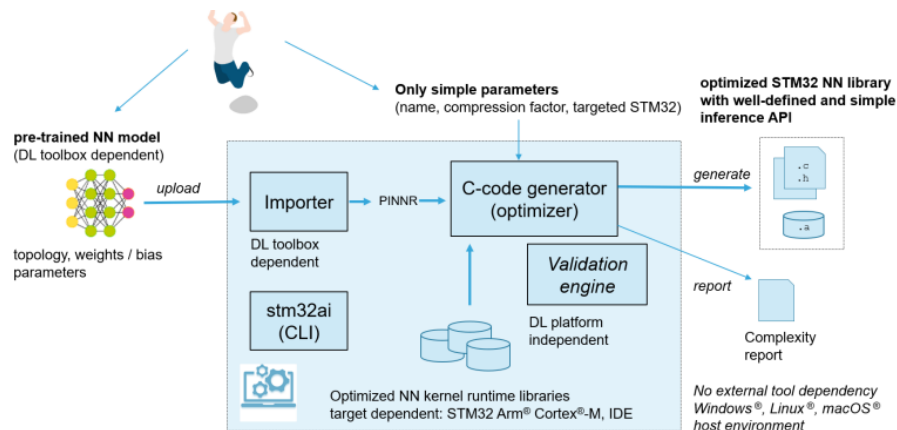 Only simple parameters
(name, compression factor, targeted STM32)
optimized STM32 NN library
with well-defined and simple
inference API
pre-trained NN model
(DL toolbox dependent)
upload
topology, weights / bias
parameters
Importer
DL toolbox
dependent
PINNR
C-code generator
(optimizer)
generate
.c
.h
.a
Validation
engine
DL platform
independent
stm32ai
(CLI)
report
Complexity
report
Optimized NN kernel runtime libraries
target dependent: STM32 Arm® Cortex®-M, IDE
No external tool dependency
Windows®, Linux®, macOS®
host environment